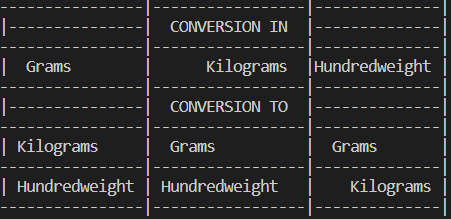 ----------------|-----------------|--------------|
|---------------|  CONVERSION IN  |--------------|
----------------|-----------------|--------------|
|  Grams        |      Kilograms  |Hundredweight |
----------------|-----------------|--------------|
|---------------|  CONVERSION TO  |--------------|
----------------|-----------------|--------------|
| Kilograms     |  Grams          |  Grams       |
----------------|-----------------|--------------|
| Hundredweight | Hundredweight   |    Kilograms |
----------------|-----------------|--------------|